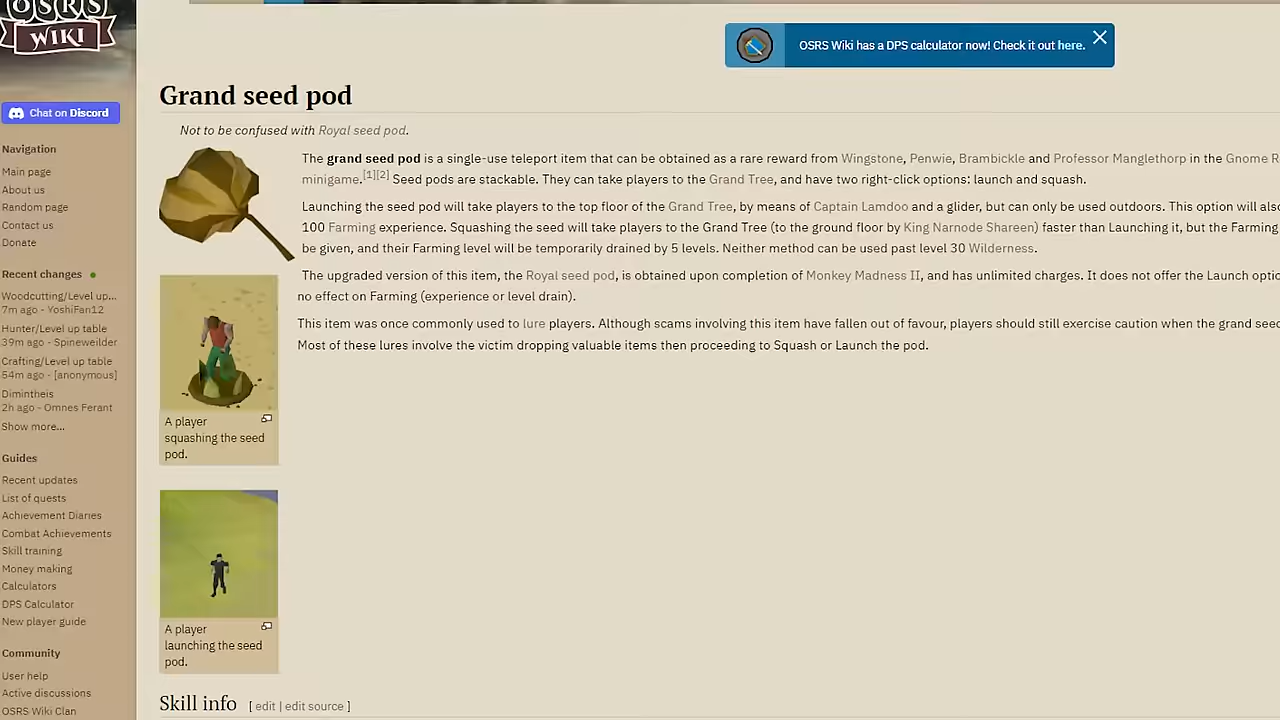 OSRS
WIKI
OSRS Wiki has a DPS calculator now! Check it out here.
Chat on Discord
Navigation
Main page
About us
Random page
Contact us
Donate
Recent changes
Woodcutting/Level up...
7m ago - YoshiFan12
Hunter/Level up table
39m ago - Spineweilder
Crafting/Level up table
54m ago - [anonymous]
Dimintheis
2h ago - Omnes Ferant
Show more...
Guides
Recent updates
List of quests
Achievement Diaries
Combat Achievements
Skill training
Money making
Calculators
DPS Calculator
New player guide
Community
User help
Active discussions
OSRS Wiki Clan
Grand seed pod
Not to be confused with Royal seed pod.
The grand seed pod is a single-use teleport item that can be obtained as a rare reward from Wingstone, Penwie, Brambickle and Professor Manglethorp in the Gnome R
minigame.[1][2] Seed pods are stackable. They can take players to the Grand Tree, and have two right-click options: launch and squash.
Launching the seed pod will take players to the top floor of the Grand Tree, by means of Captain Lamdoo and a glider, but can only be used outdoors. This option will also
100 Farming experience. Squashing the seed will take players to the Grand Tree (to the ground floor by King Narnode Shareen) faster than Launching it, but the Farming
be given, and their Farming level will be temporarily drained by 5 levels. Neither method can be used past level 30 Wilderness.
The upgraded version of this item, the Royal seed pod, is obtained upon completion of Monkey Madness II, and has unlimited charges. It does not offer the Launch optio
no effect on Farming (experience or level drain).
This item was once commonly used to lure players. Although scams involving this item have fallen out of favour, players should still exercise caution when the grand seed
Most of these lures involve the victim dropping valuable items then proceeding to Squash or Launch the pod.
A player
squashing the seed
pod.
A player
launching the seed
pod.
Skill info [ edit | edit source ]